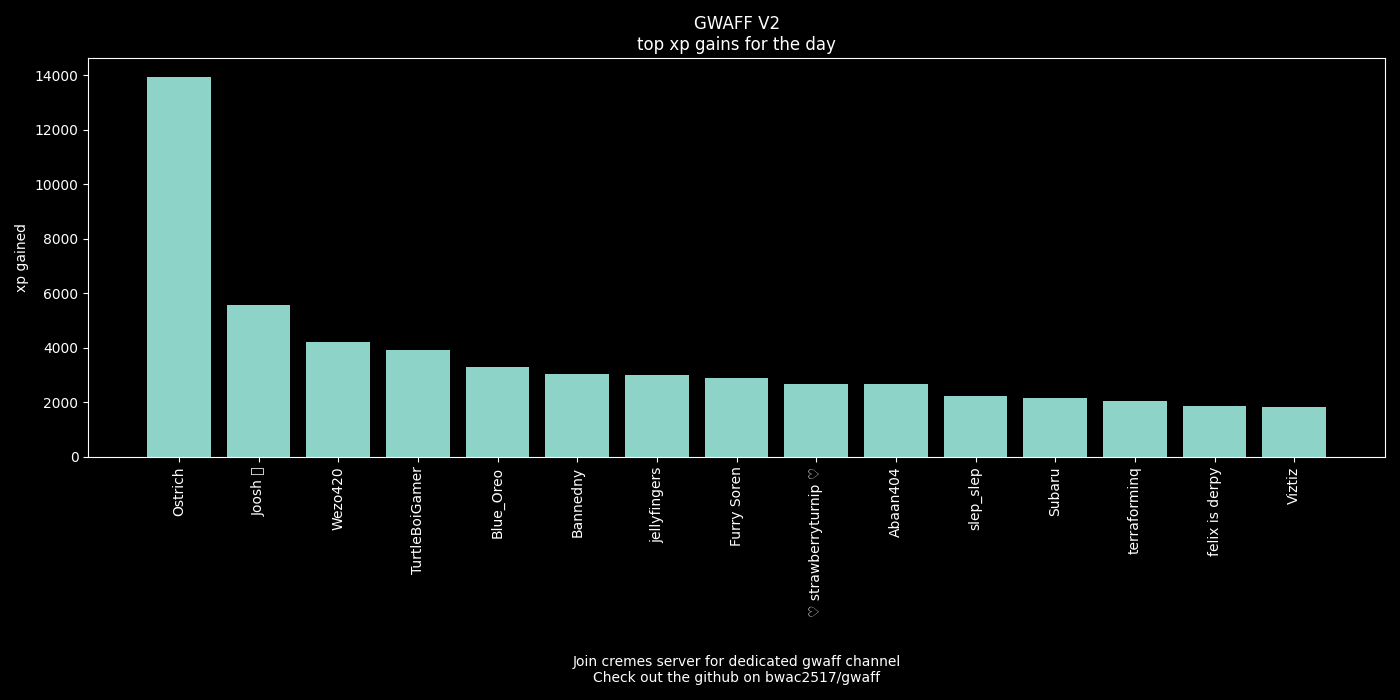 GWAFF V2
top xp gains for the day
xp gained
14000
12000
10000
8000
6000
4000
2000
0
Ostrich
Joosh ▯
Wezo420
TurtleBoiGamer
Blue_Oreo
Bannedny
jellyfingers
Furry Soren
♡ strawberryturnip ♡
Abaan404
slep_slep
Subaru
terraforminq
felix is derpy
Viztiz
Join cremes server for dedicated gwaff channel
Check out the github on bwac2517/gwaff